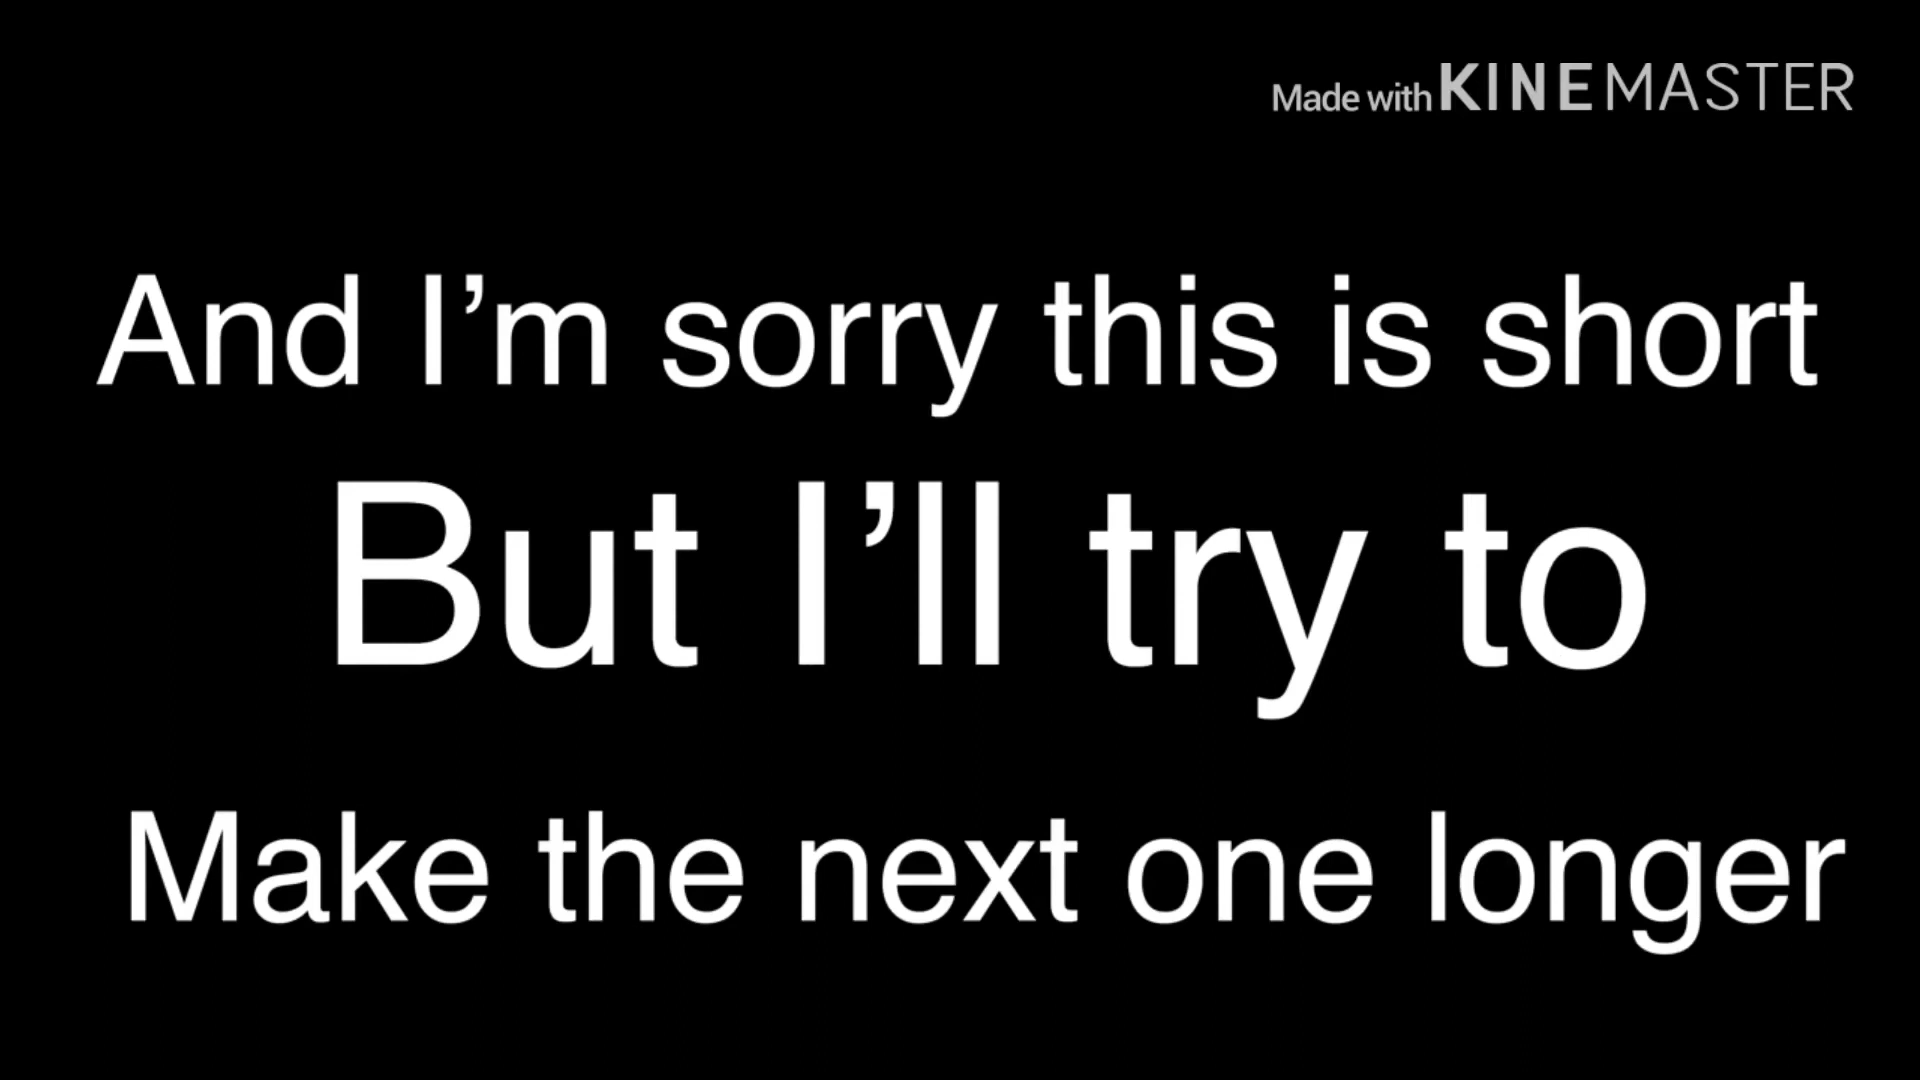 Made with KINEMASTER
And I’m sorry this is short
But I’ll try to
Make the next one longer